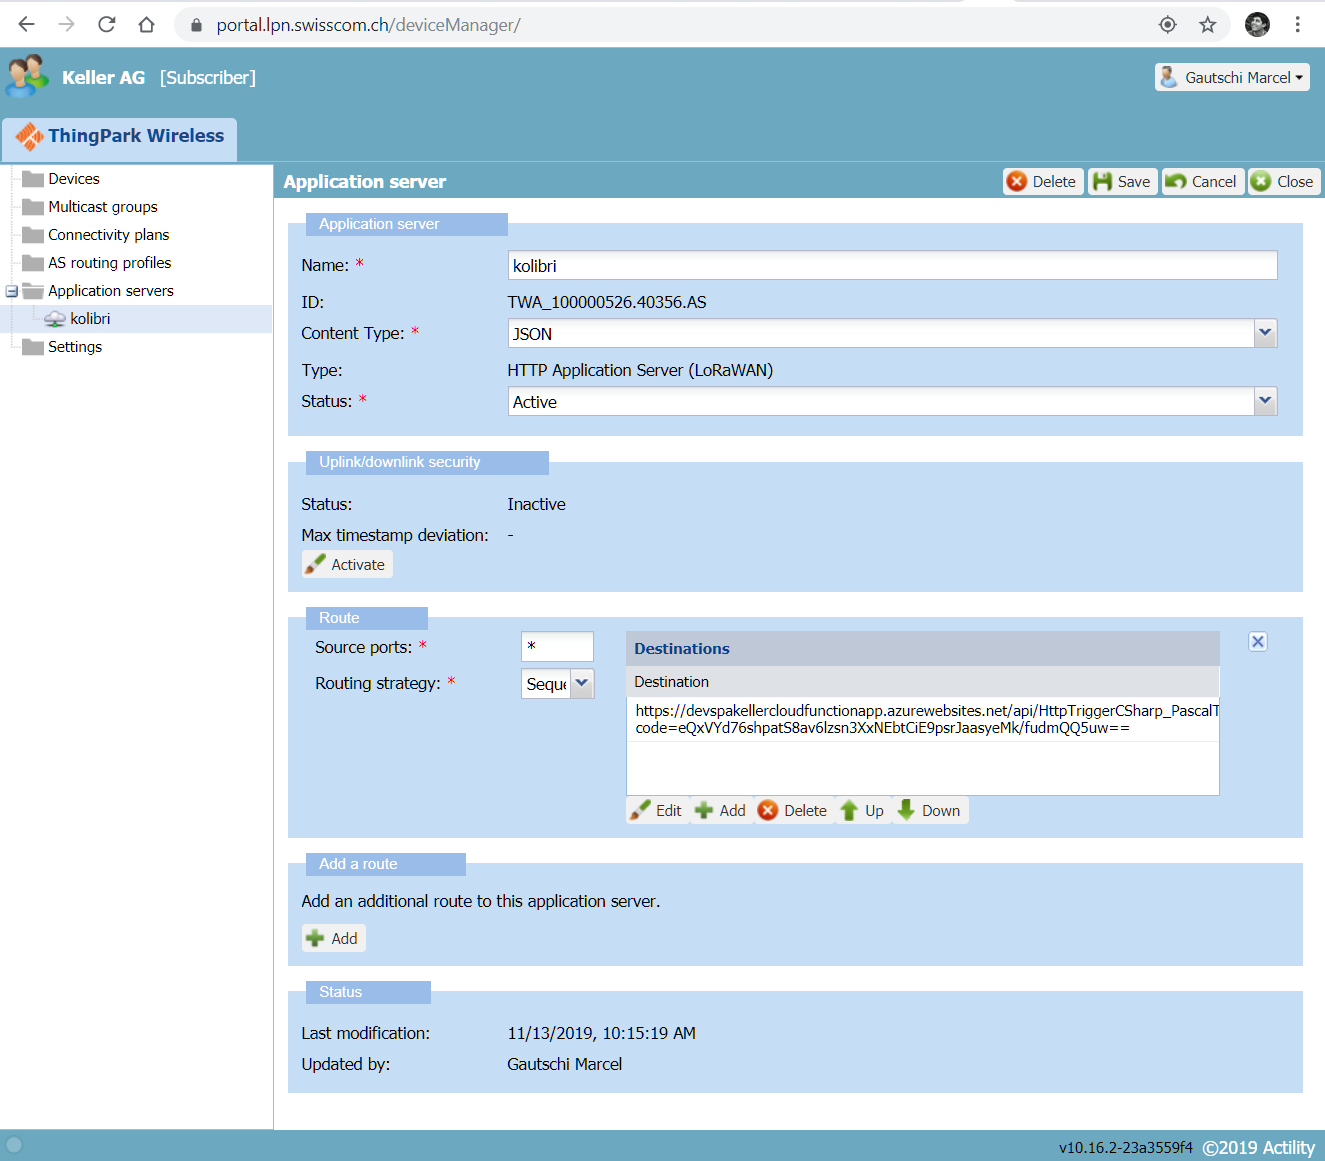 portal.lpn.swisscom.ch/deviceManager/
Keller AG [Subscriber]
Gautschi Marcel
ThingPark Wireless
Devices
Multicast groups
Connectivity plans
AS routing profiles
Application servers
kolibri
Settings
Application server
Delete
Save
Cancel
Close
Application server
Name: *
kolibri
ID:
TWA_100000526.40356.AS
Content Type: *
JSON
Type:
HTTP Application Server (LoRaWAN)
Status: *
Active
Uplink/downlink security
Status:
Inactive
Max timestamp deviation:
-
Activate
Route
Source ports: *
*
Routing strategy: *
Seque
Destinations
Destination
https://devspakellercloudfunctionapp.azurewebsites.net/api/HttpTriggerCSharp_PascalT
code=eQxVYd76shpatS8av6lzsn3XxNEbtCiE9psrJaasyeMk/fudmQQ5uw==
Edit
Add
Delete
Up
Down
Add a route
Add an additional route to this application server.
Add
Status
Last modification:
11/13/2019, 10:15:19 AM
Updated by:
Gautschi Marcel
v10.16.2-23a3559f4 ©2019 Actility